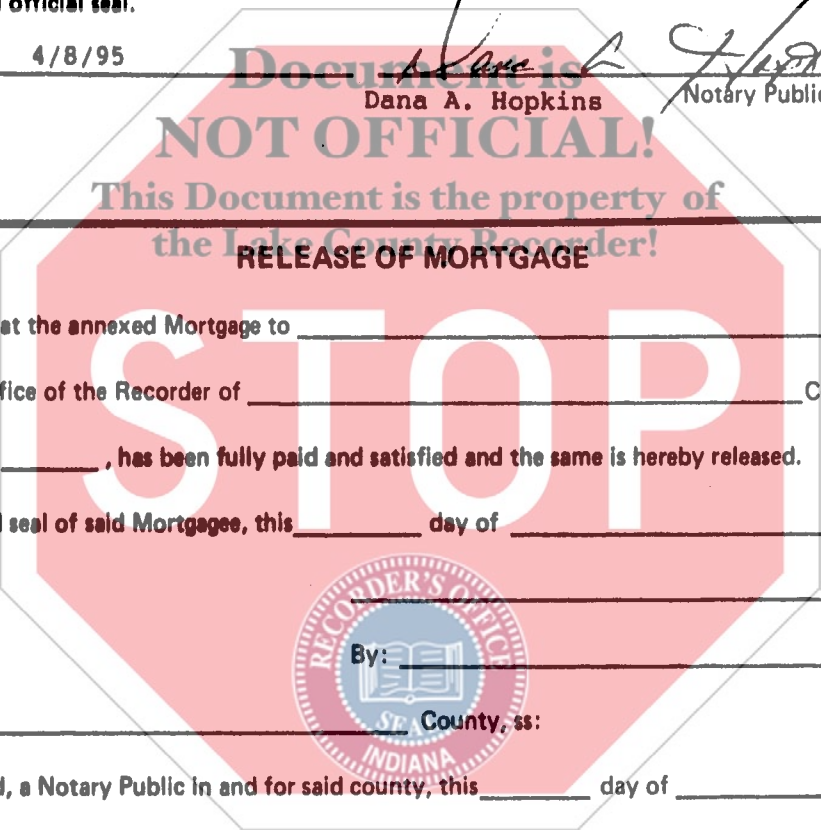 official seal.
4/8/95
Document is
Dana A. Hopkins Notary Public
NOT OFFICIAL!
This Document is the property of
the Lake County Recorder!
RELEASE OF MORTGAGE
at the annexed Mortgage to
fice of the Recorder of C
, has been fully paid and satisfied and the same is hereby released.
STOP
seal of said Mortgagee, this day of
RECORDER'S OFFICE
By:
SEAL
County, ss:
INDIANA
, a Notary Public in and for said county, this day of